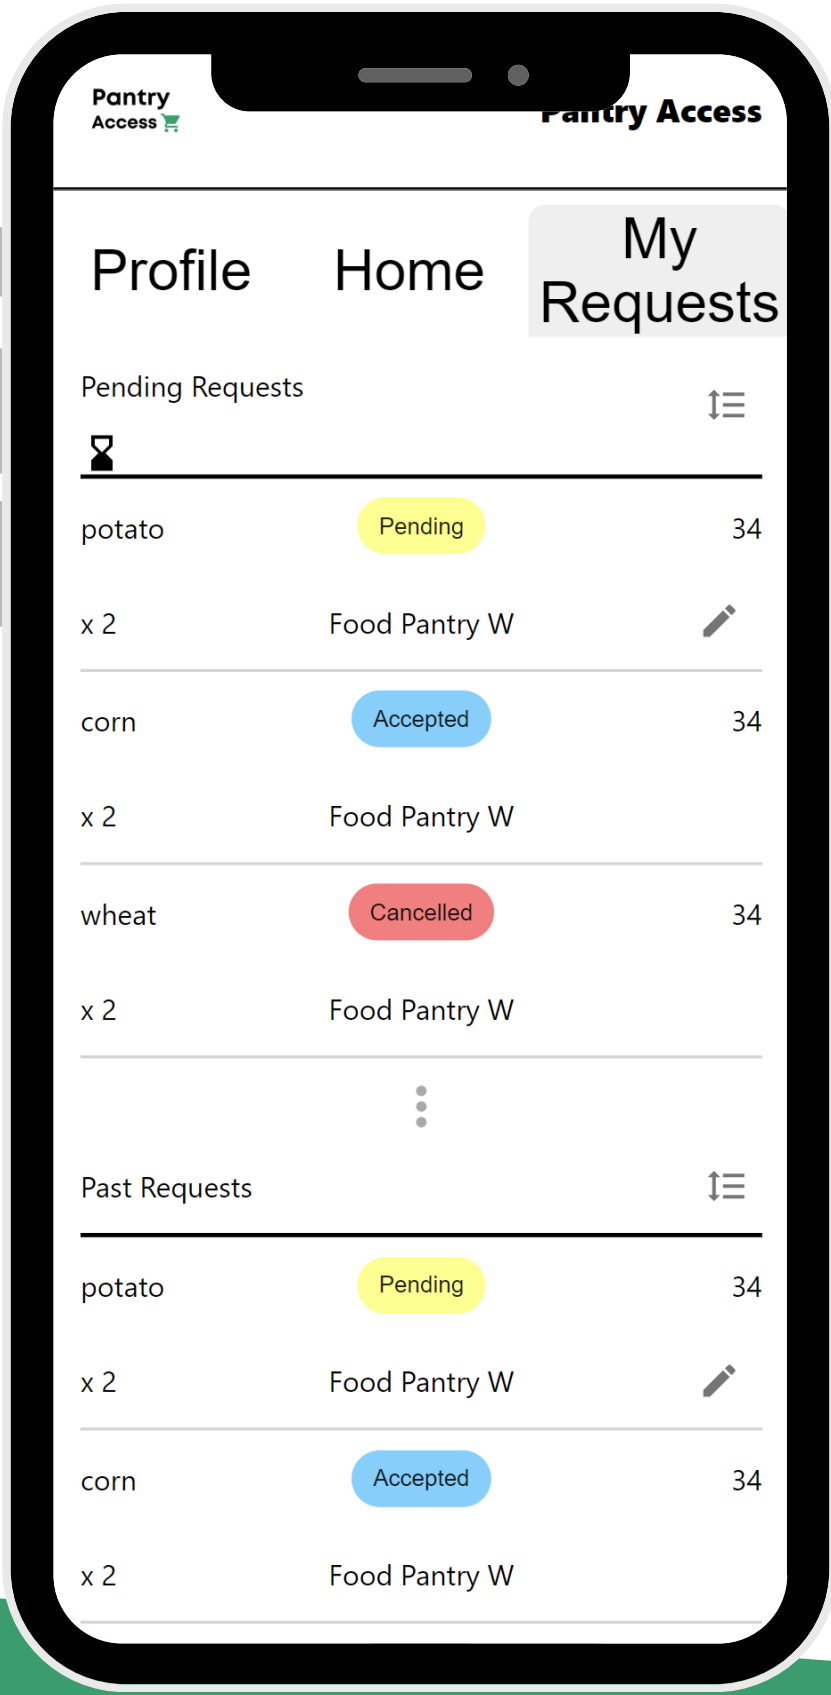 Pantry
Access
Pantry Access
Profile
Home
My
Requests
Pending Requests
potato
Pending
34
x 2
Food Pantry W
corn
Accepted
34
x 2
Food Pantry W
wheat
Cancelled
34
x 2
Food Pantry W
Past Requests
potato
Pending
34
x 2
Food Pantry W
corn
Accepted
34
x 2
Food Pantry W